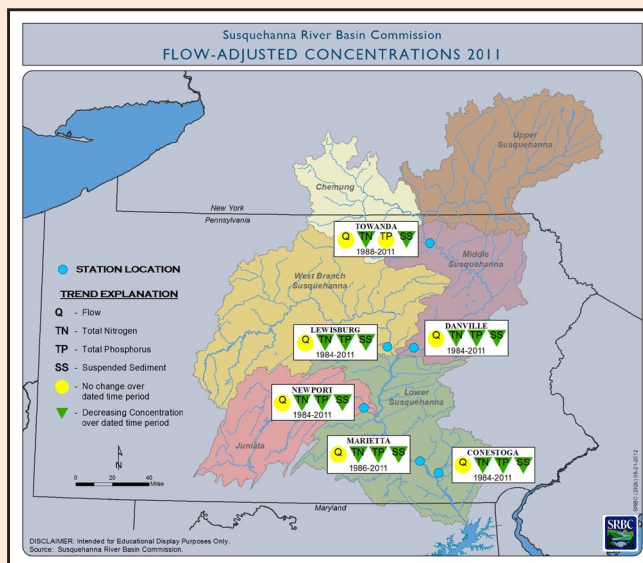 Susquehanna River Basin Commission
FLOW-ADJUSTED CONCENTRATIONS 2011
Upper
Susquehanna
Chemung
New York
Pennsylvania
TOWANDA
Q TN TP SS
1988-2011
Middle
Susquehanna
West Branch
Susquehanna
STATION LOCATION
TREND EXPLANATION
Q - Flow
TN - Total Nitrogen
TP - Total Phosphorus
SS - Suspended Sediment
- No change over
dated time period
- Decreasing Concentration
over dated time period
LEWISBURG
Q TN TP SS
1984-2011
DANVILLE
Q TN TP SS
1984-2011
NEWPORT
Q TN TP SS
1984-2011
Lower
Susquehanna
Juniata
MARIETTA
Q TN TP SS
1986-2011
CONESTOGA
Q TN TP SS
1984-2011
N
0 20 40
Miles
Maryland
DISCLAIMER: Intended for Educational Display Purposes Only.
Source: Susquehanna River Basin Commission.
SRBC